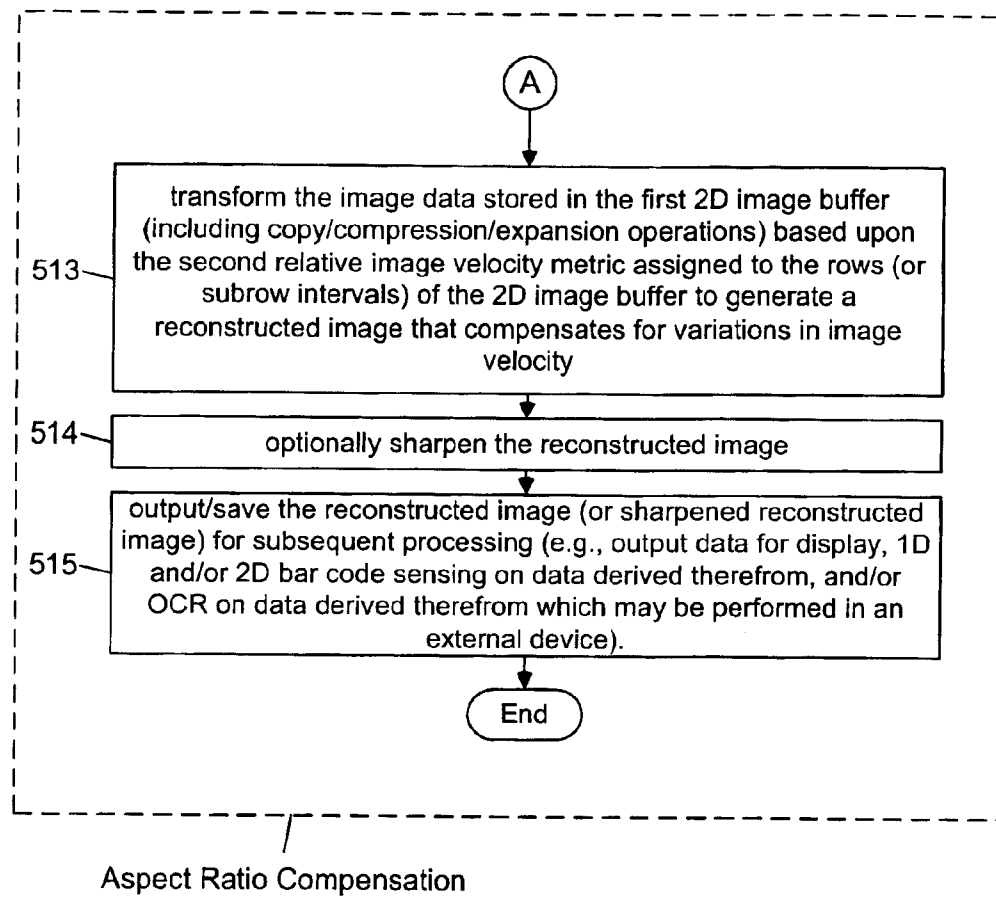 A
transform the image data stored in the first 2D image buffer
(including copy/compression/expansion operations) based upon
the second relative image velocity metric assigned to the rows (or
subrow intervals) of the 2D image buffer to generate a
reconstructed image that compensates for variations in image
velocity
513
optionally sharpen the reconstructed image
514
output/save the reconstructed image (or sharpened reconstructed
image) for subsequent processing (e.g., output data for display, 1D
and/or 2D bar code sensing on data derived therefrom, and/or
OCR on data derived therefrom which may be performed in an
external device).
515
End
Aspect Ratio Compensation